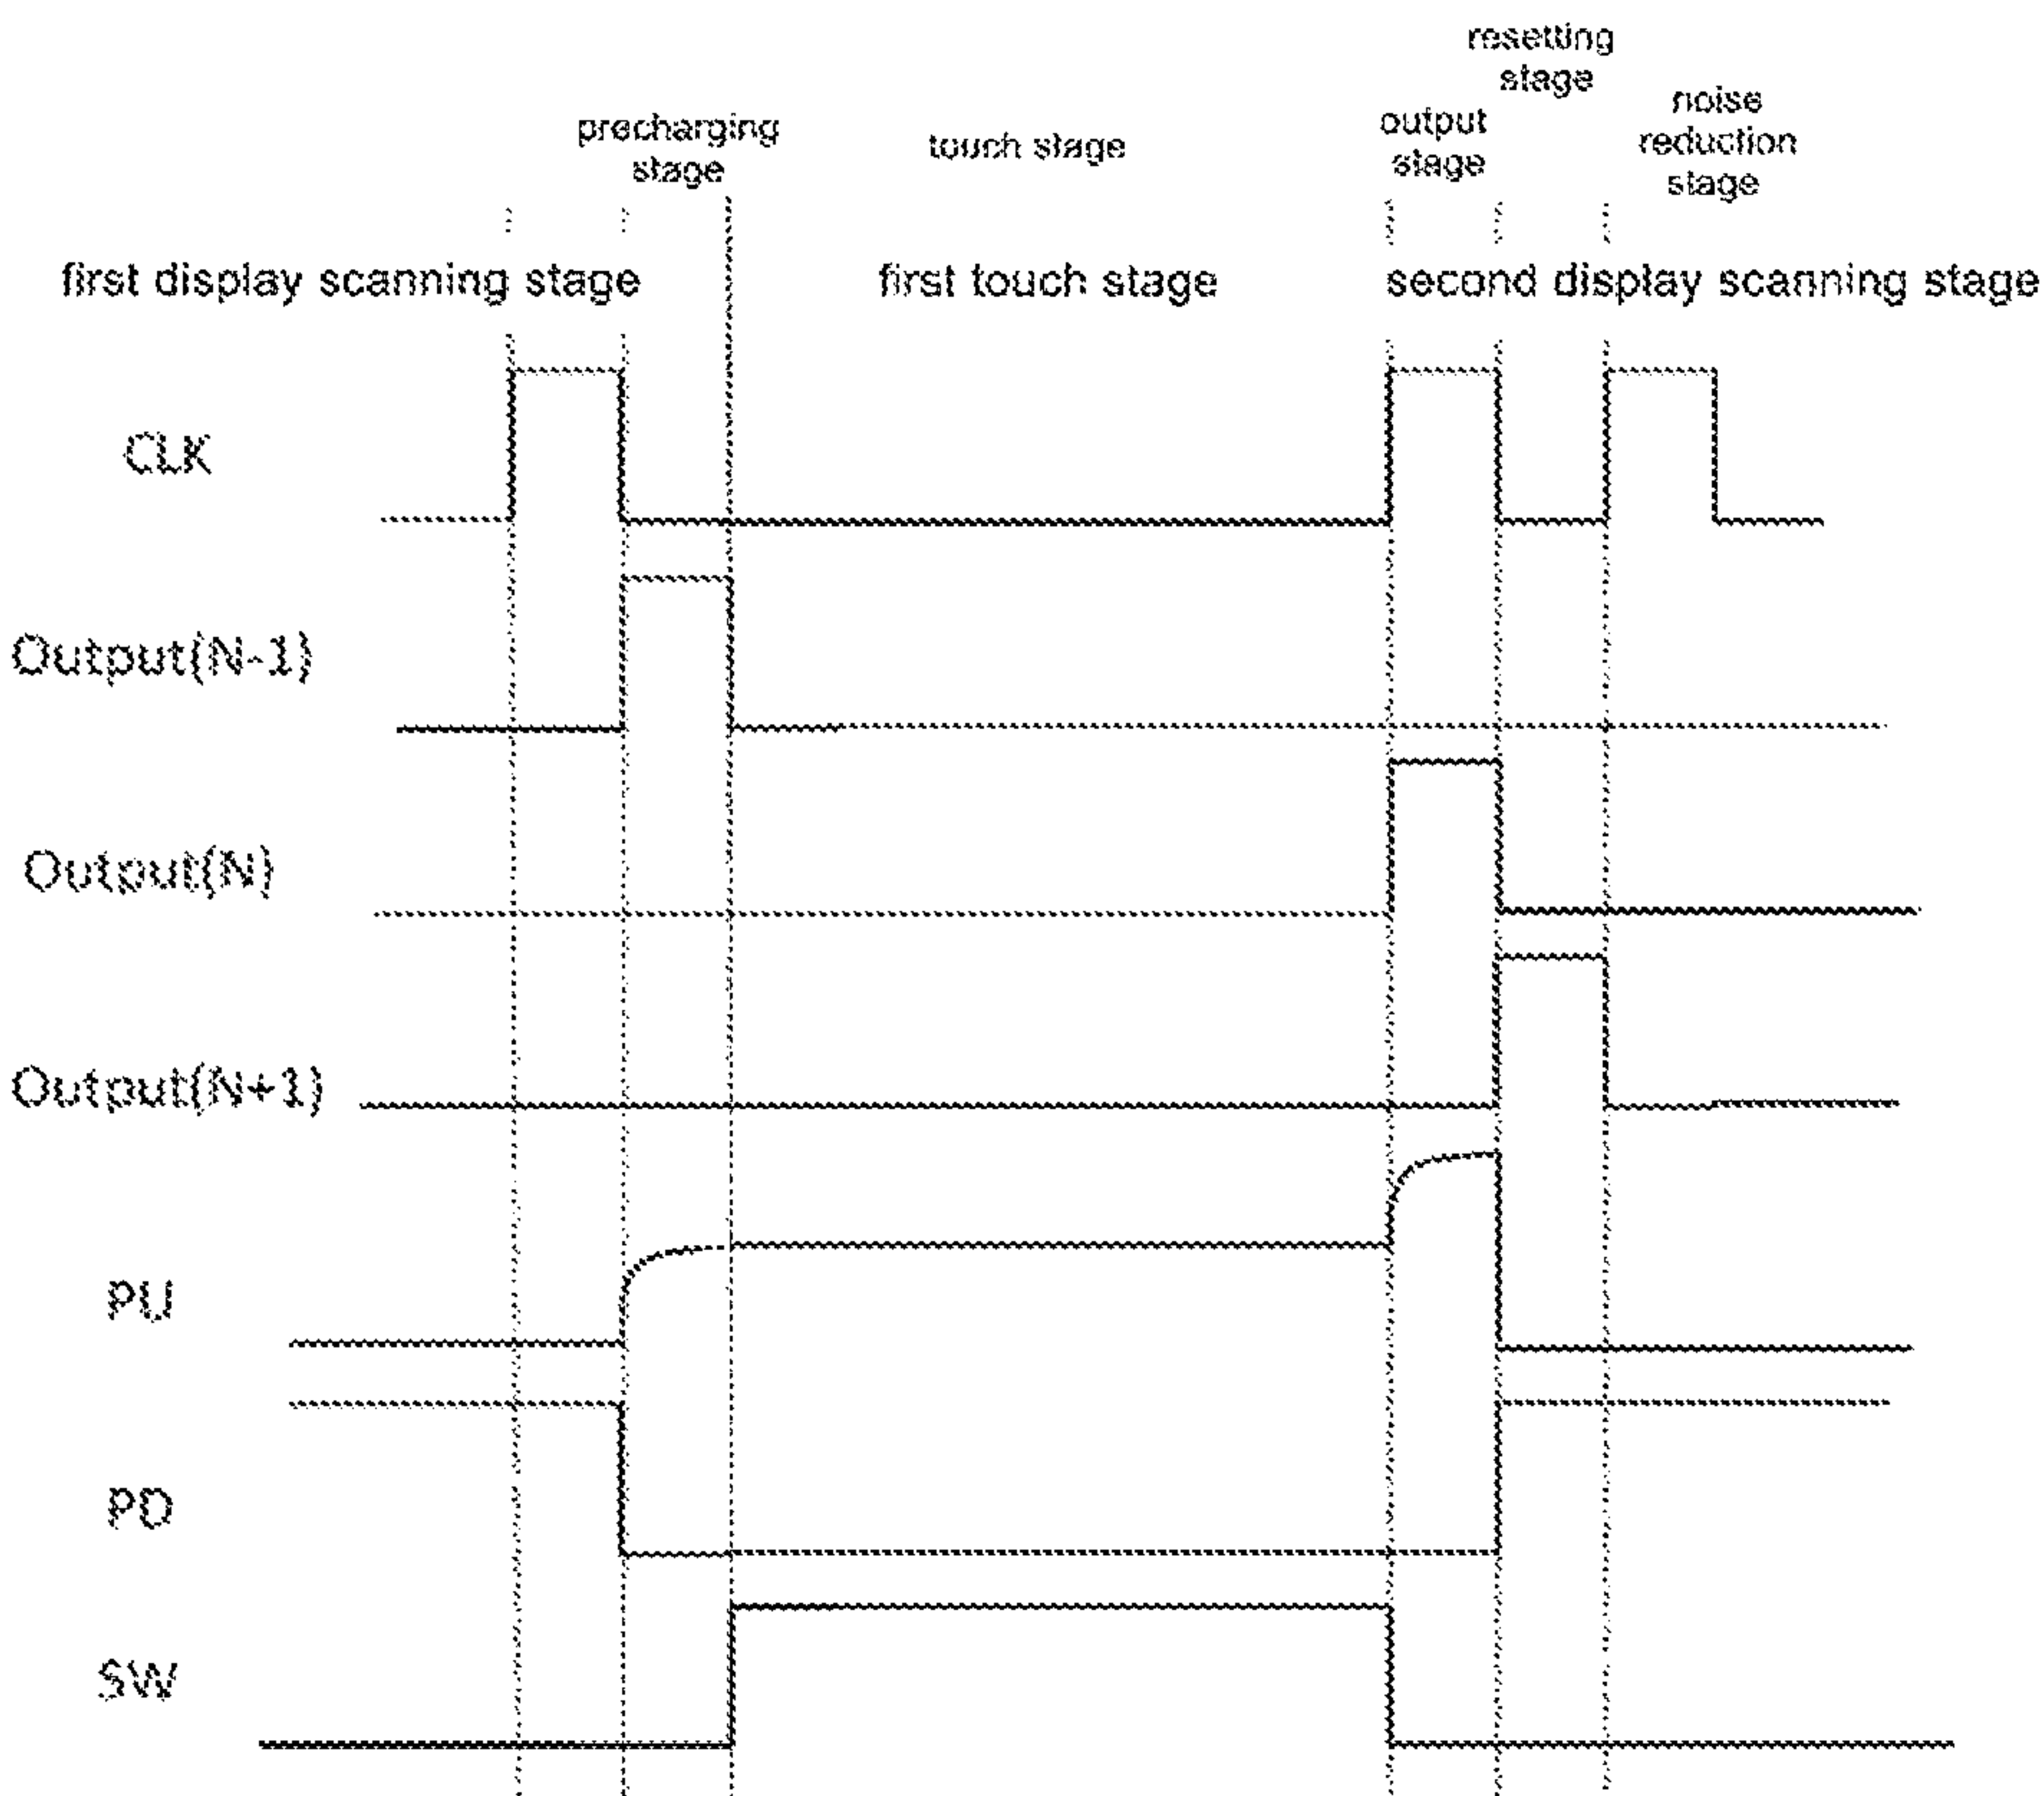 resetting
stage
precharging
stage
touch stage
output
stage
noise
reduction
stage
first display scanning stage
first touch stage
second display scanning stage
CLK
Output(N-1)
Output(N)
Output(N+1)
PU
PD
SW